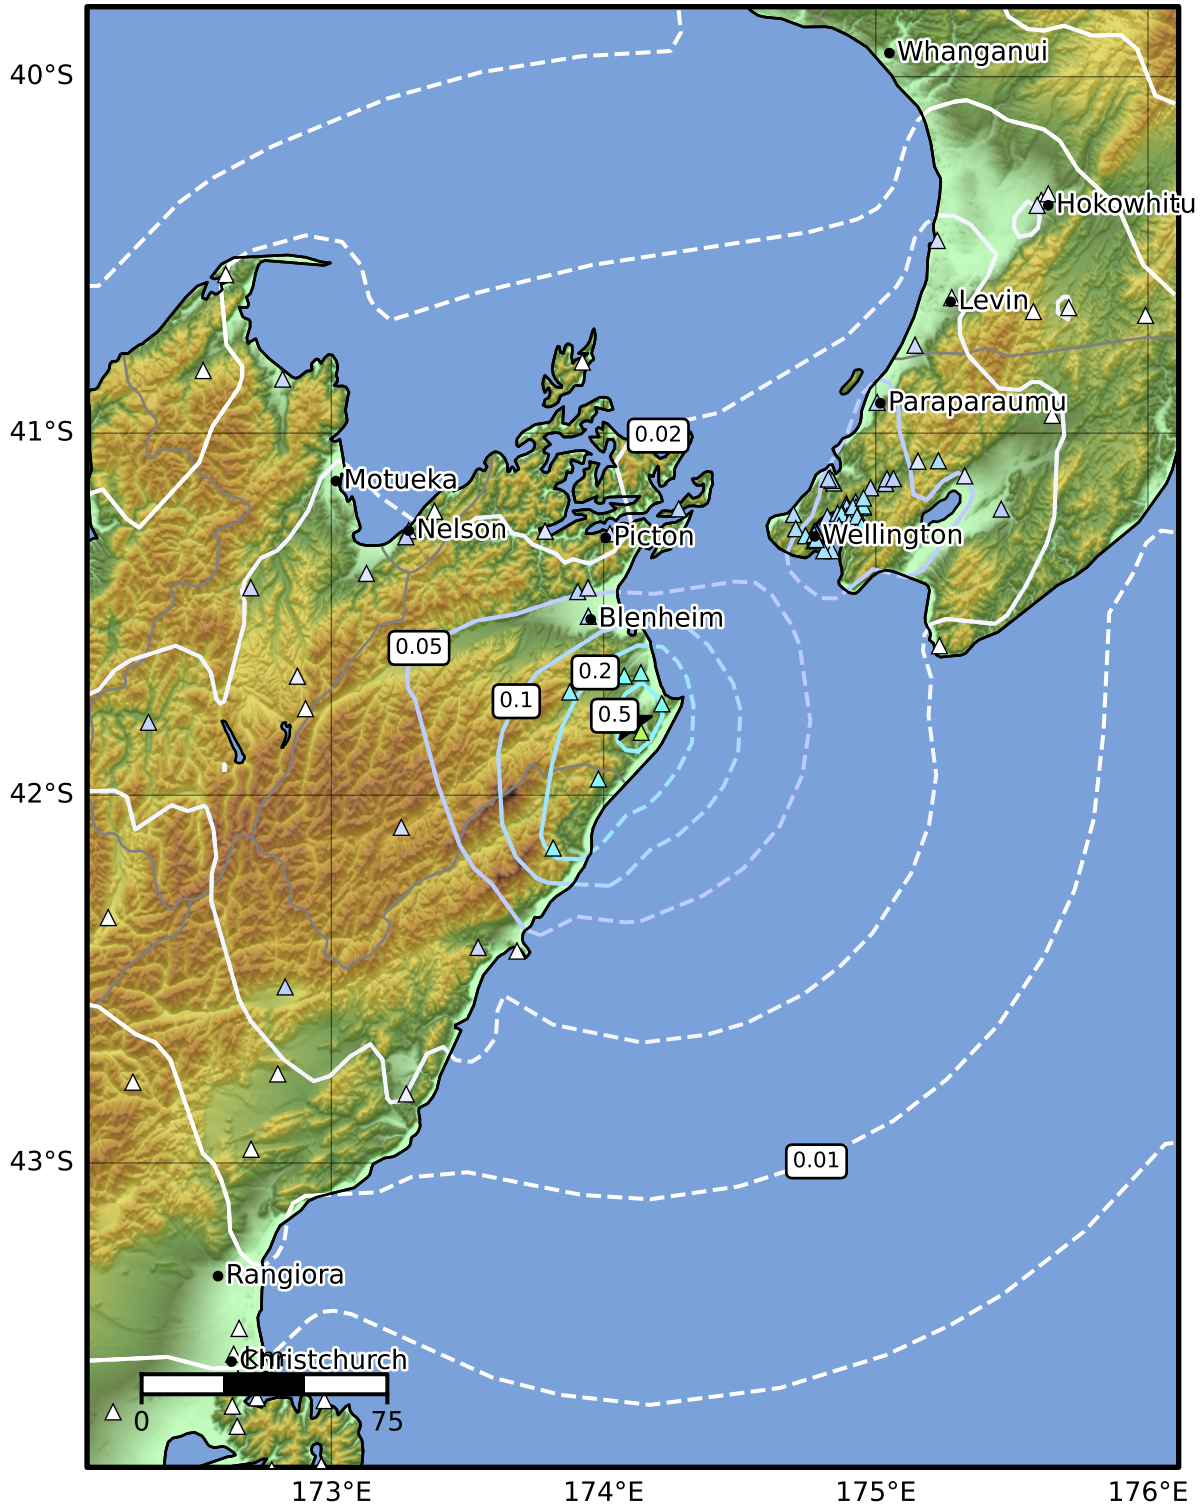 Whanganui
40°S
Hokowhitu
Levin
Paraparaumu
41°S
0.02
Motueka
Nelson
Picton
Wellington
Blenheim
0.05
0.2
0.1
0.5
42°S
43°S
0.01
Rangiora
km
Christchurch
0
75
173°E
174°E
175°E
176°E